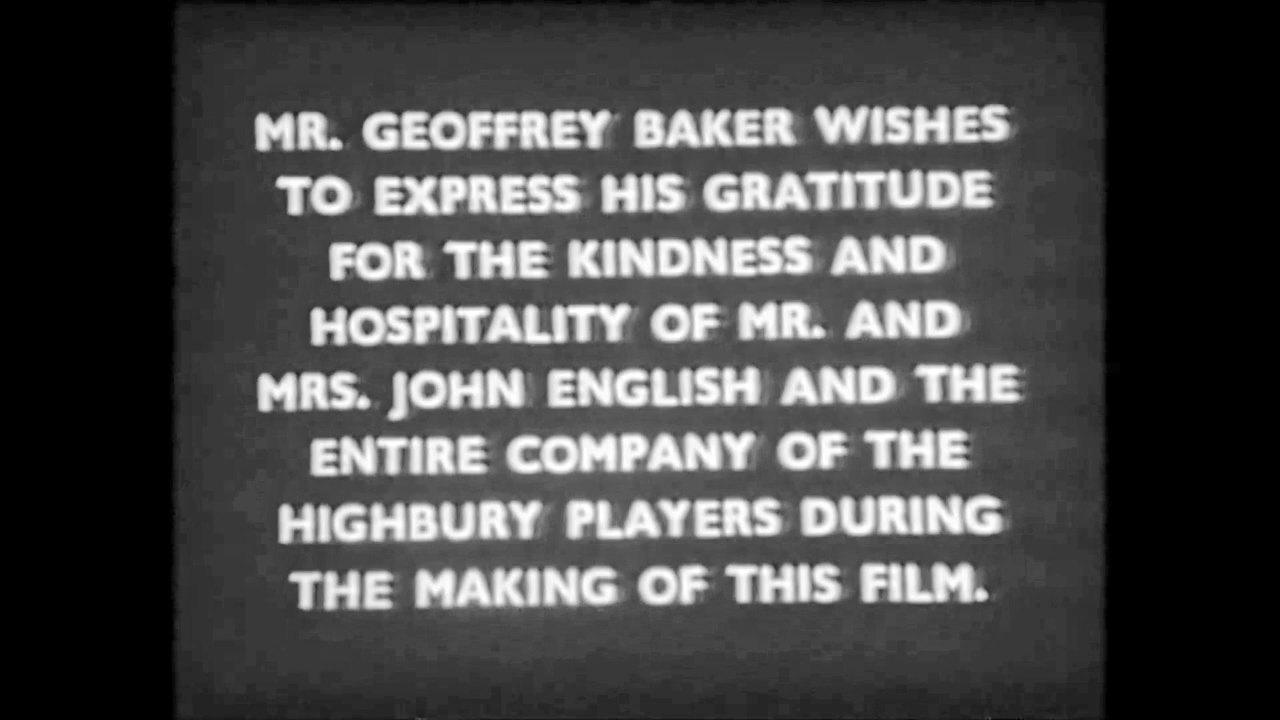 MR. GEOFFREY BAKER WISHES
TO EXPRESS HIS GRATITUDE
FOR THE KINDNESS AND
HOSPITALITY OF MR. AND
MRS. JOHN ENGLISH AND THE
ENTIRE COMPANY OF THE
HIGHBURY PLAYERS DURING
THE MAKING OF THIS FILM.